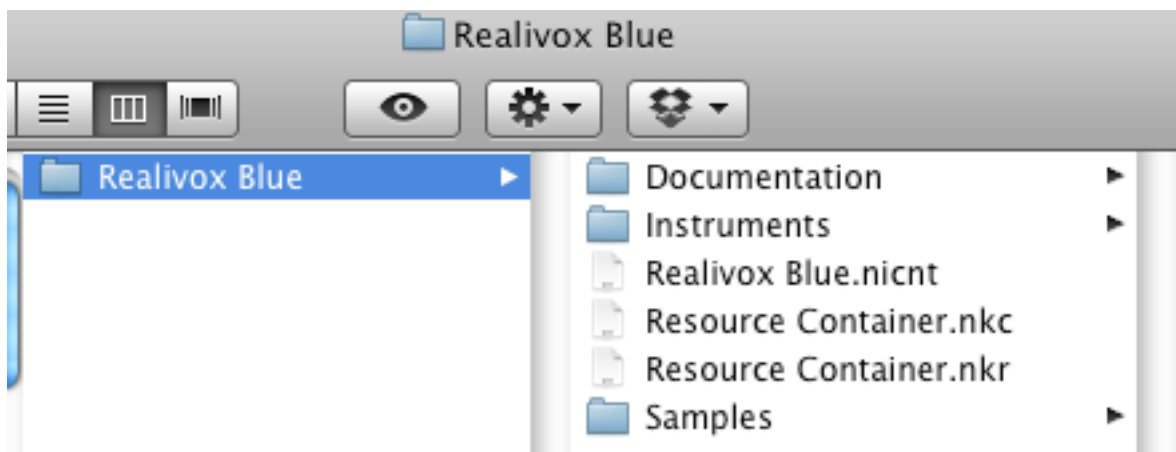 Realivox Blue
Realivox Blue
Documentation
Instruments
Realivox Blue.nicnt
Resource Container.nkc
Resource Container.nkr
Samples